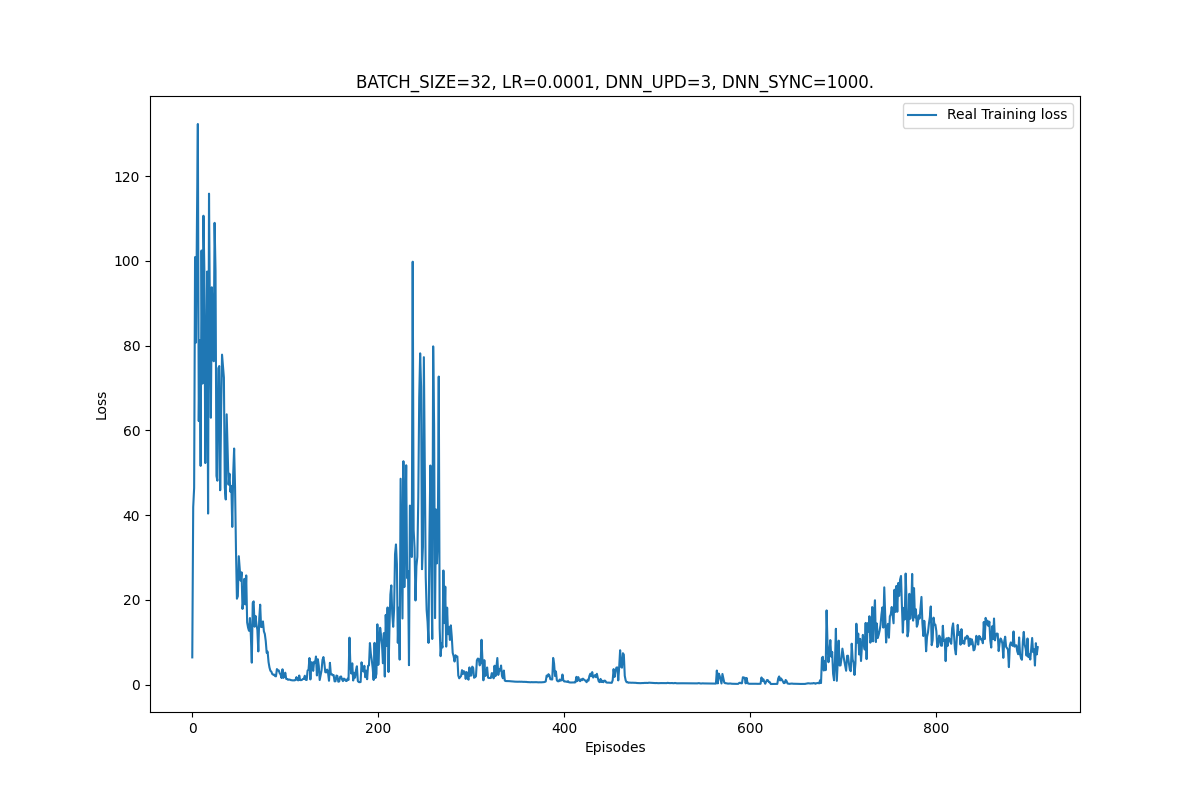 BATCH_SIZE=32, LR=0.0001, DNN_UPD=3, DNN_SYNC=1000.
Real Training loss
120
100
80
60
40
20
0
Loss
0 200 400 600 800
Episodes